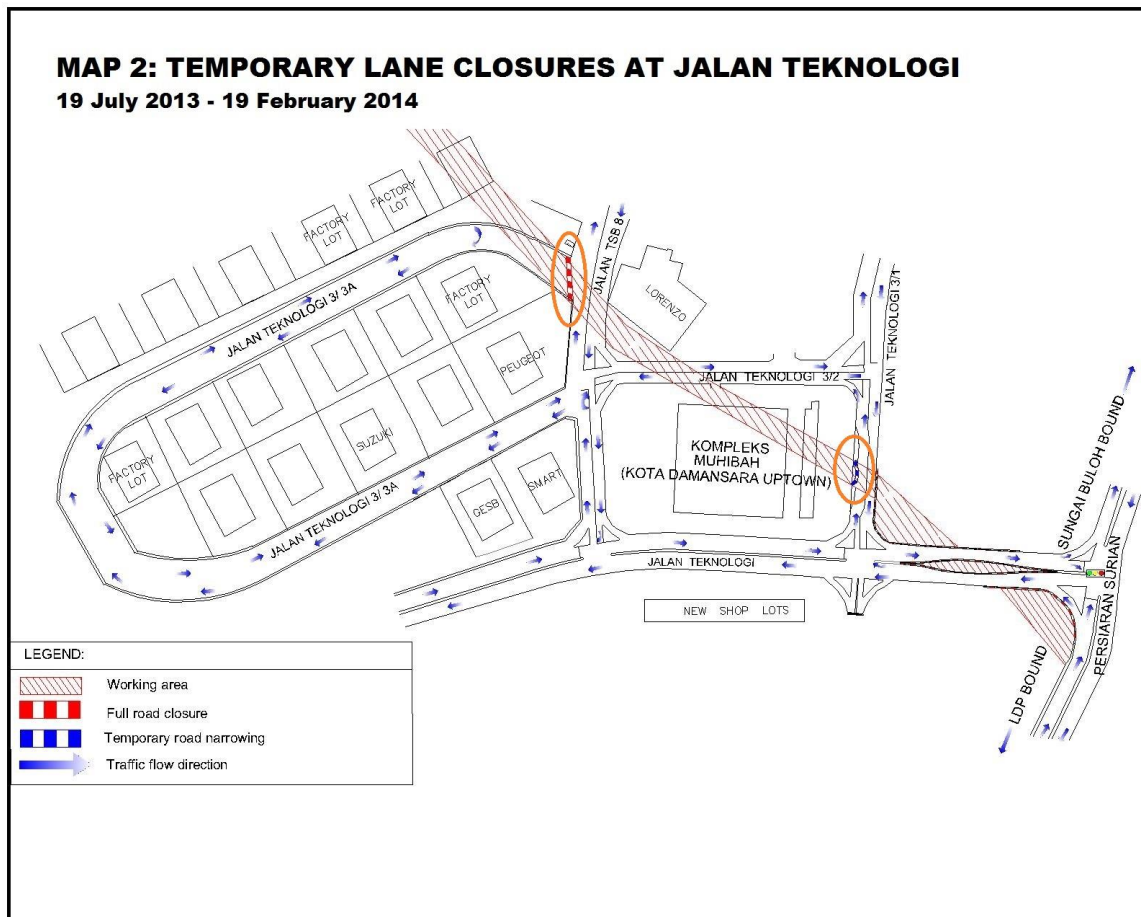 MAP 2: TEMPORARY LANE CLOSURES AT JALAN TEKNOLOGI
19 July 2013 - 19 February 2014
FACTORY
LOT
FACTORY
LOT
JALAN TSB 8
LORENZO
JALAN TEKNOLOGI 3/ 3A
FACTORY
LOT
PEUGEOT
JALAN TEKNOLOGI 3/1
JALAN TEKNOLOGI 3/2
SUZUKI
FACTORY
LOT
KOMPLEKS
MUHIBAH
(KOTA DAMANSARA UPTOWN)
SUNGAI BULOH BOUND
SMART
GESB
JALAN TEKNOLOGI 3/ 3A
JALAN TEKNOLOGI
NEW SHOP LOTS
PERSIARAN SURIAN
LDP BOUND
LEGEND:
Working area
Full road closure
Temporary road narrowing
Traffic flow direction